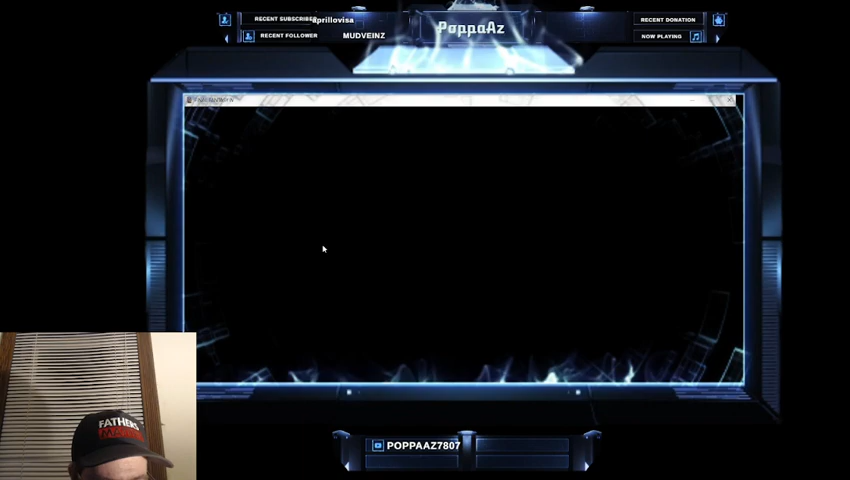 RECENT SUBSCRIBER
aprillovisa
PoppaAz
RECENT DONATION
RECENT FOLLOWER
MUDVEINZ
NOW PLAYING
FATHERS
POPPAAZ7807